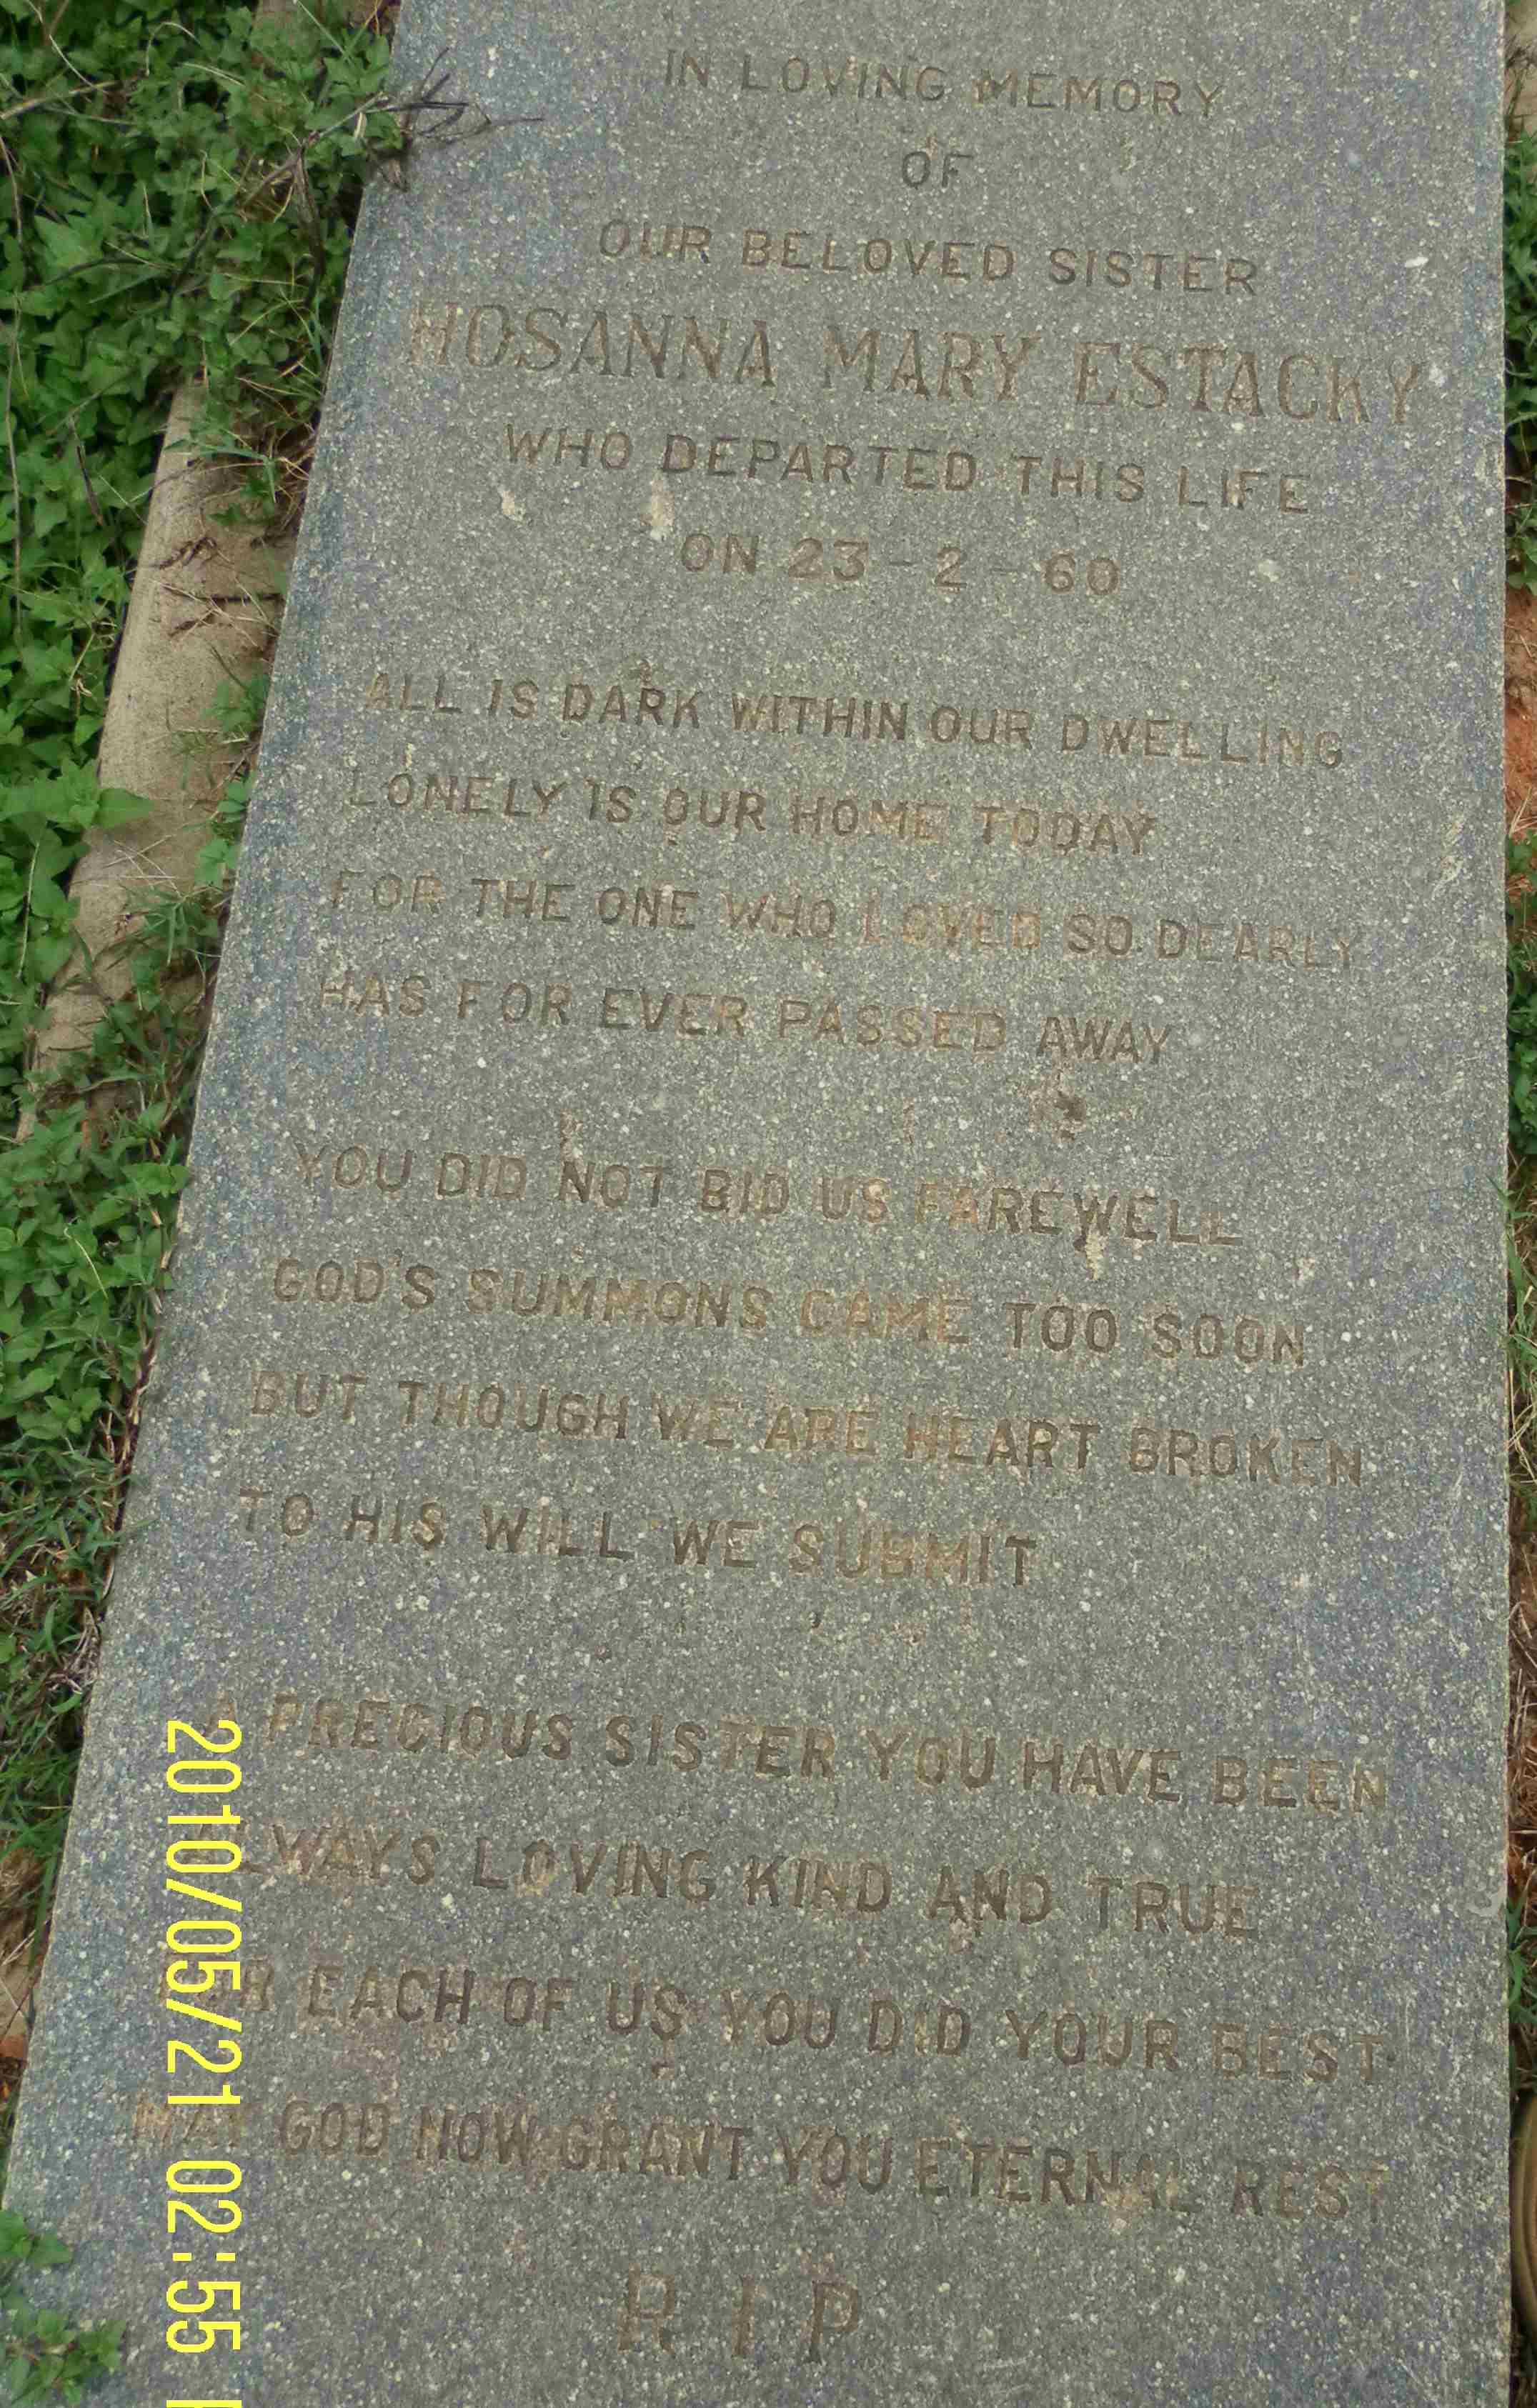 IN LOVING MEMORY
OF
OUR BELOVED SISTER
HOSANNA MARY ESTACKY
WHO DEPARTED THIS LIFE
ON 23-2-60
ALL IS DARK WITHIN OUR DWELLING
LONELY IS OUR HOME TODAY
FOR THE ONE WHO LOVED SO DEARLY
HAS FOR EVER PASSED AWAY
YOU DID NOT BID US FAREWELL
GOD'S SUMMONS CAME TOO SOON
BUT THOUGH WE ARE HEART BROKEN
TO HIS WILL WE SUBMIT
A PRECIOUS SISTER YOU HAVE BEEN
ALWAYS LOVING KIND AND TRUE
FOR EACH OF US YOU DID YOUR BEST
MAY GOD NOW GRANT YOU ETERNAL REST
R I P
2010/05/21 02:55